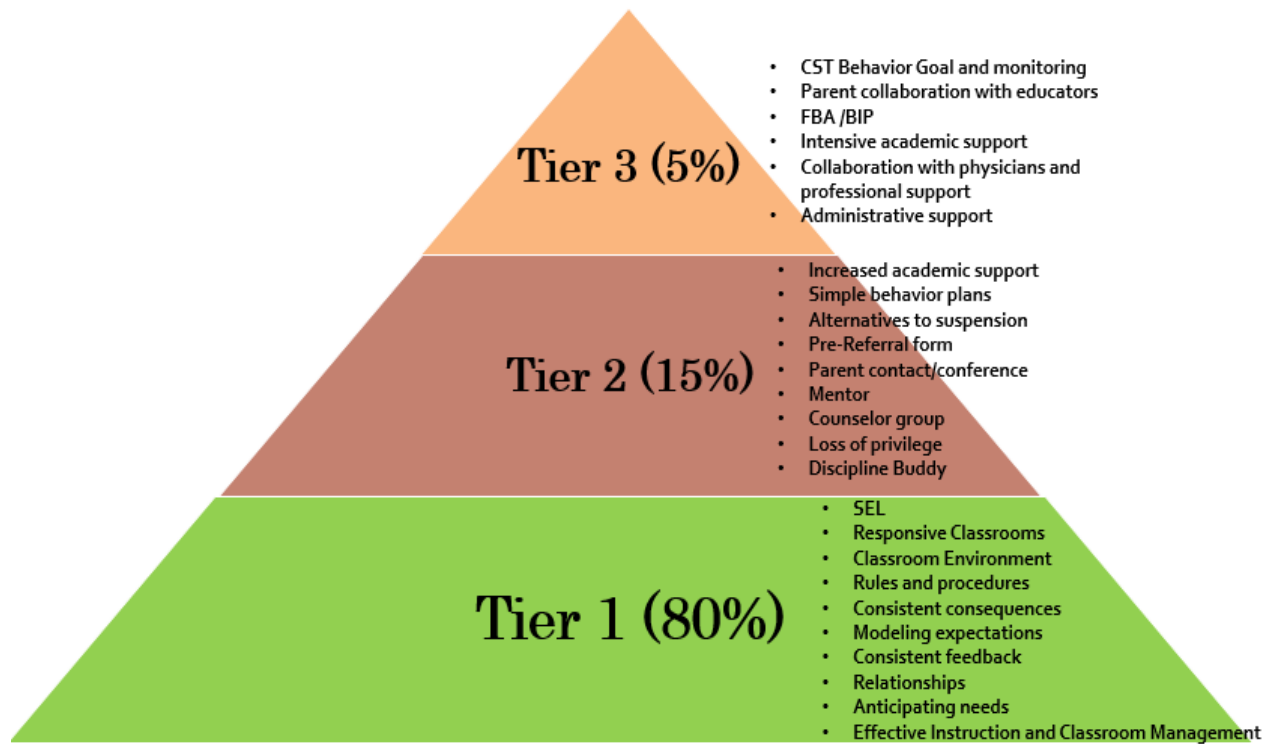 • CST Behavior Goal and monitoring
• Parent collaboration with educators
• FBA /BIP
• Intensive academic support
• Collaboration with physicians and
professional support
• Administrative support
Tier 3 (5%)
• Increased academic support
• Simple behavior plans
• Alternatives to suspension
• Pre-Referral form
• Parent contact/conference
• Mentor
• Counselor group
• Loss of privilege
• Discipline Buddy
Tier 2 (15%)
• SEL
• Responsive Classrooms
• Classroom Environment
• Rules and procedures
• Consistent consequences
• Modeling expectations
• Consistent feedback
• Relationships
• Anticipating needs
• Effective Instruction and Classroom Management
Tier 1 (80%)